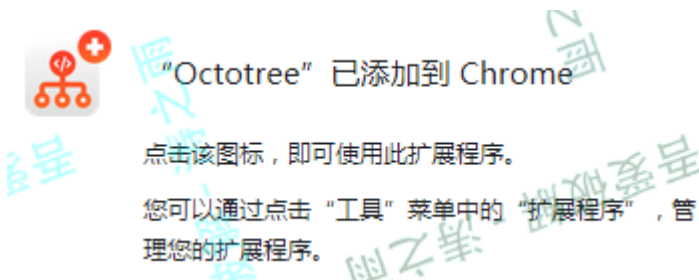 “Octotree”已添加到 Chrome
点击该图标，即可使用此扩展程序。
您可以通过点击“工具”菜单中的“扩展程序”，管
理您的扩展程序。